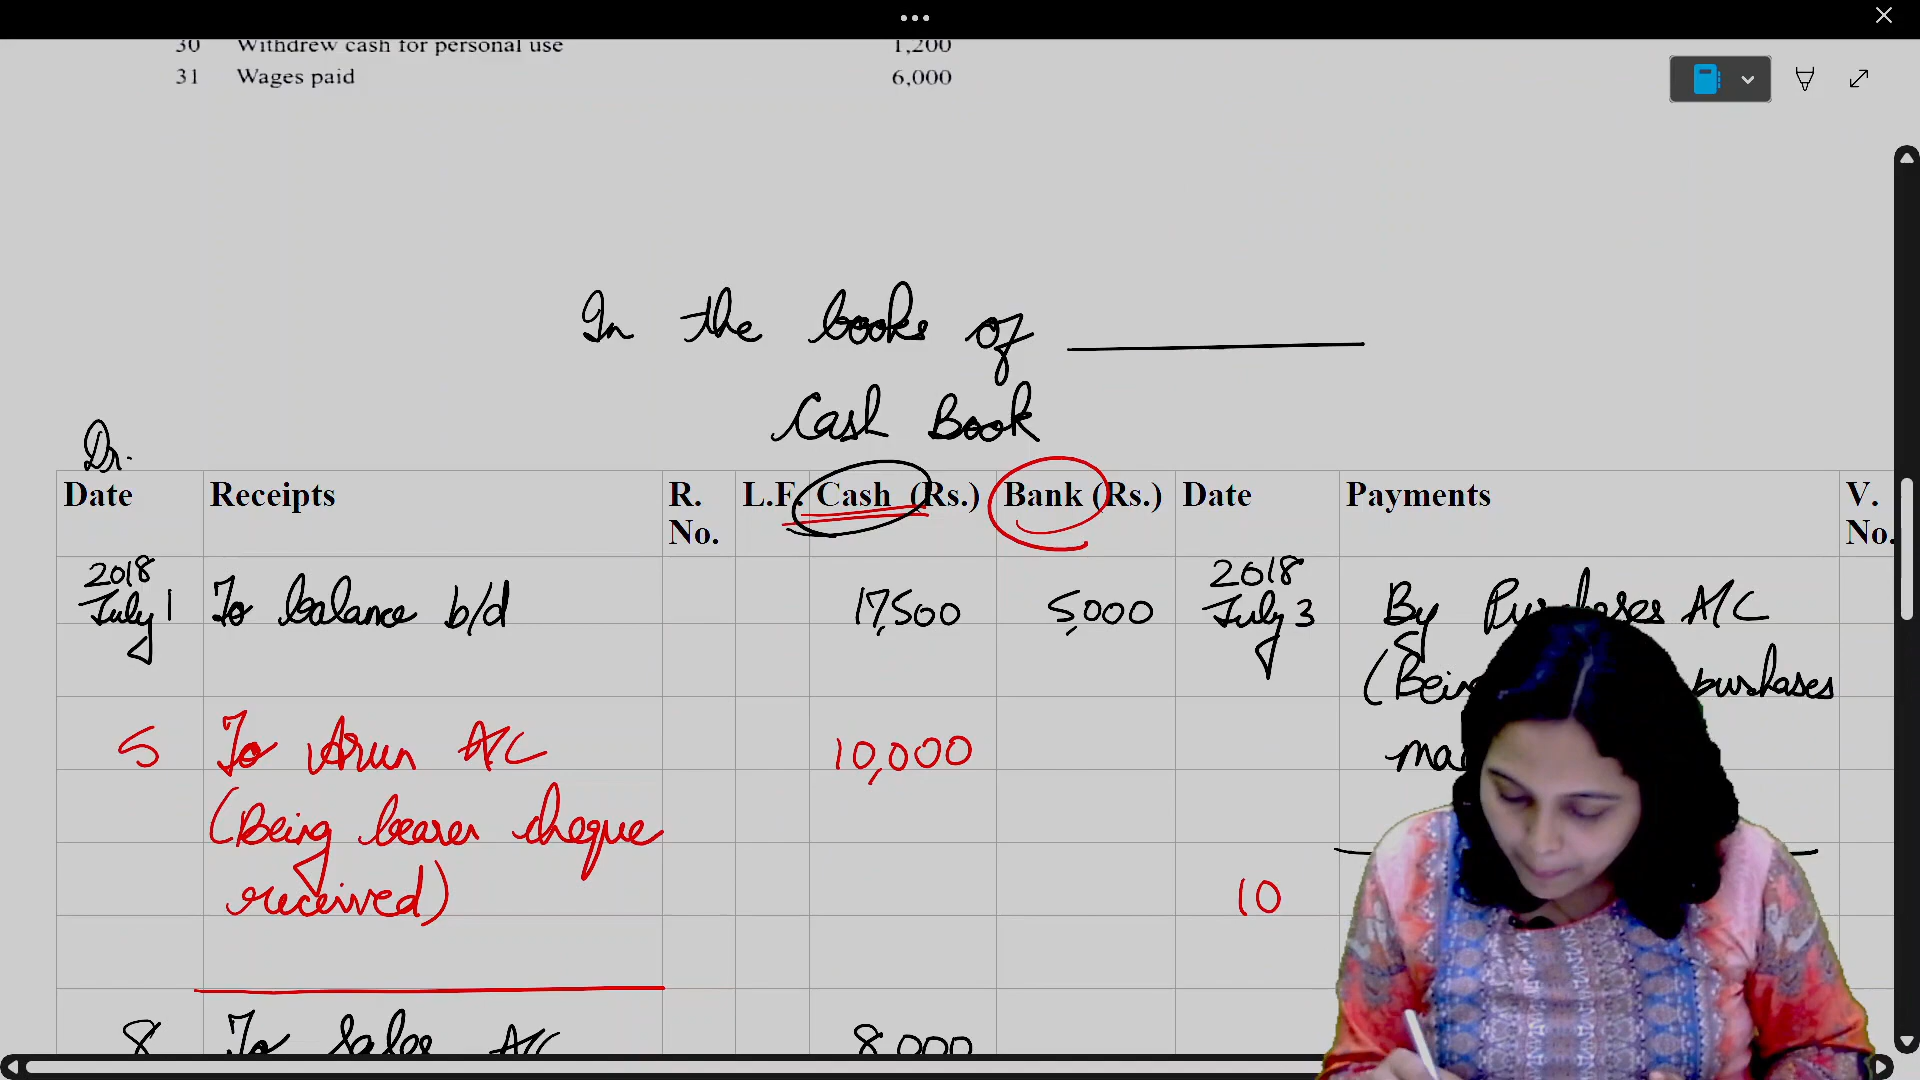 30 Withdrew cash for personal use 1,200
31 Wages paid 6,000
In the books of
Cash Book
Dr.
Date Receipts R. No. L.F. Cash (Rs.) Bank (Rs.) Date Payments V. No.
2018 July 1 To balance b/d 17,500 5,000 2018 July 3 By Purchases A/C
(Being purchases
5 To Arun A/C 10,000
(Being bearer cheque
received) 10
8 To Sales A/C 8,000